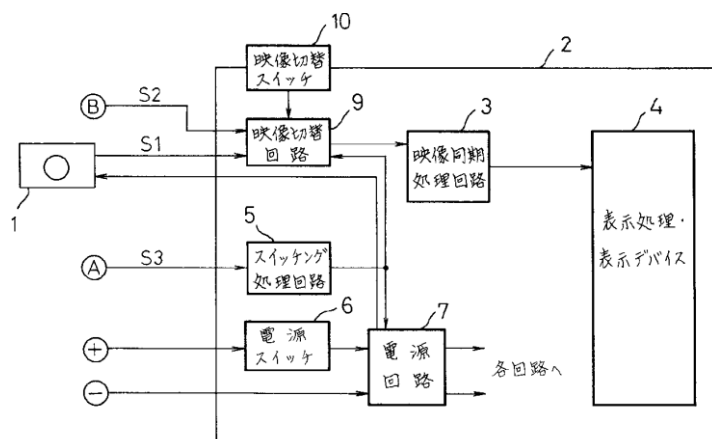 10
映像切替
スイッチ
2
B
S2
9
映像切替
回路
3
映像同期
処理回路
4
表示処理・
表示デバイス
S1
1
5
スイッチング
処理回路
A
S3
6
電源
スイッチ
7
電源
回路
各回路へ
+
−